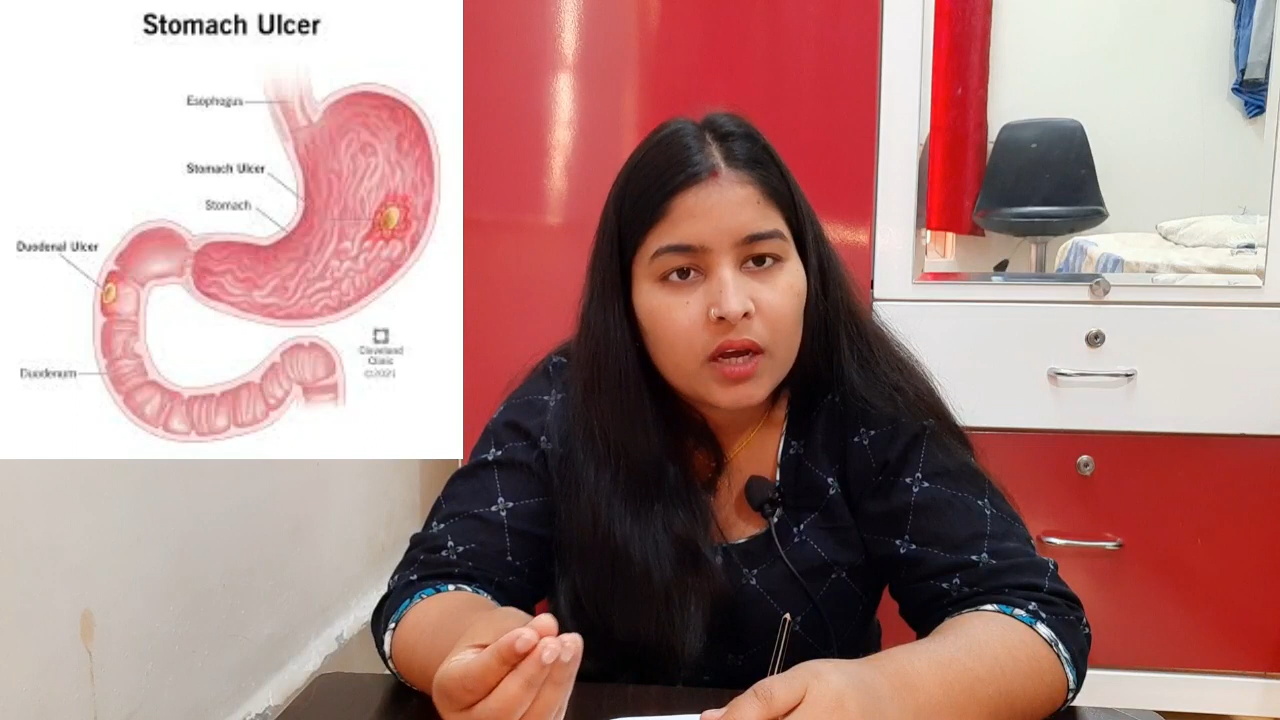 Stomach Ulcer
Esophagus
Stomach Ulcer
Stomach
Duodenal Ulcer
Duodenum
Cleveland
Clinic
©2021